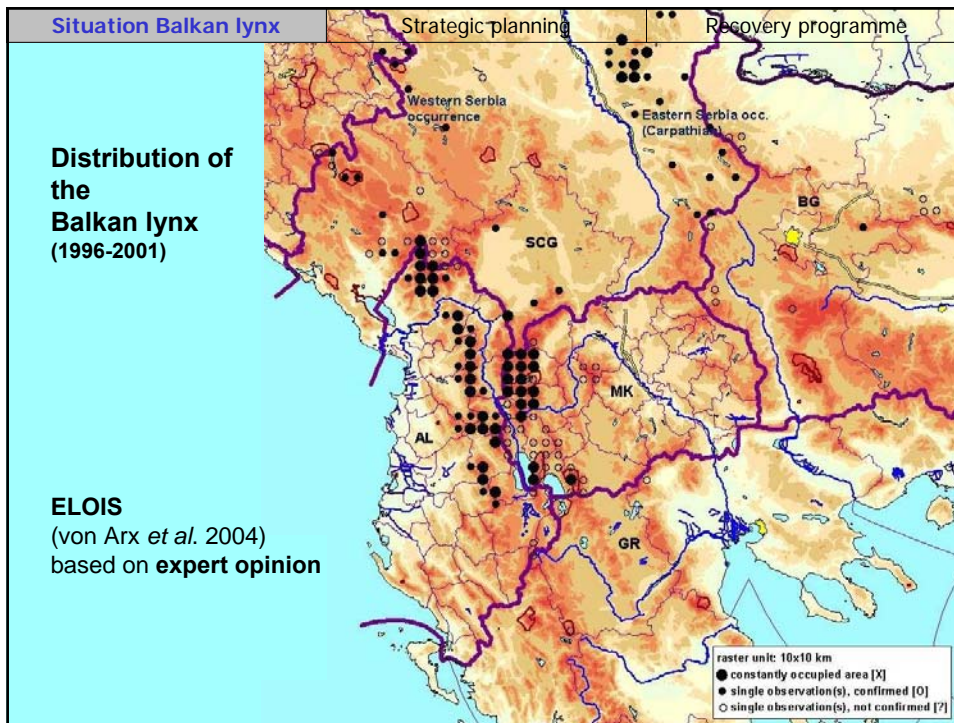 Situation Balkan lynx
Strategic planning
Recovery programme
Distribution of
the
Balkan lynx
(1996-2001)
ELOIS
(von Arx et al. 2004)
based on expert opinion
Western Serbia
occurrence
Eastern Serbia occ.
(Carpathian)
BG
SCG
MK
AL
GR
raster unit: 10x10 km
constantly occupied area [X]
single observation(s), confirmed [O]
single observation(s), not confirmed [?]